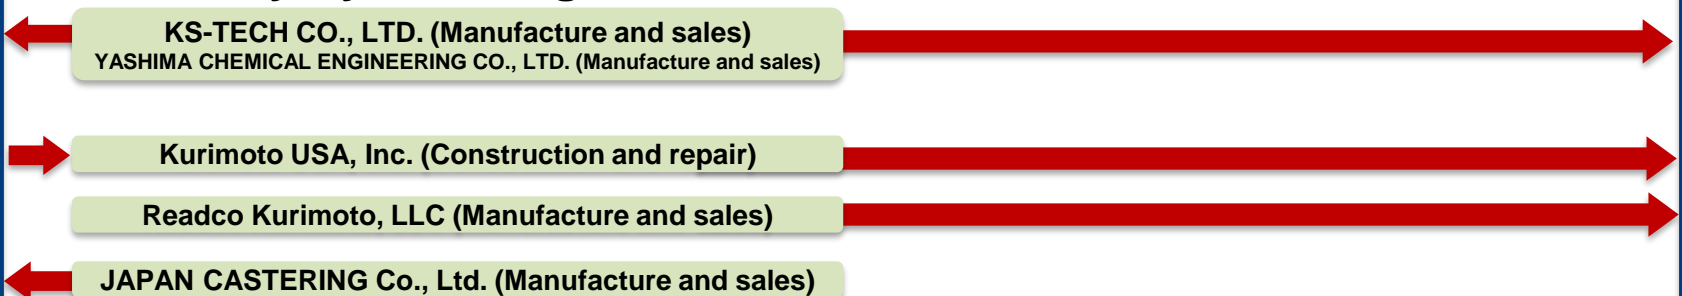 KS-TECH CO., LTD. (Manufacture and sales)
YASHIMA CHEMICAL ENGINEERING CO., LTD. (Manufacture and sales)
Kurimoto USA, Inc. (Construction and repair)
Readco Kurimoto, LLC (Manufacture and sales)
JAPAN CASTERING Co., Ltd. (Manufacture and sales)